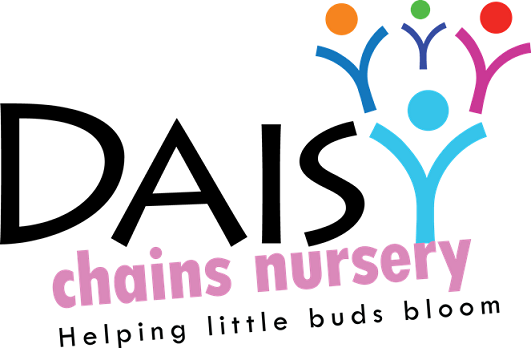 DAISY
chains nursery
Helping little buds bloom